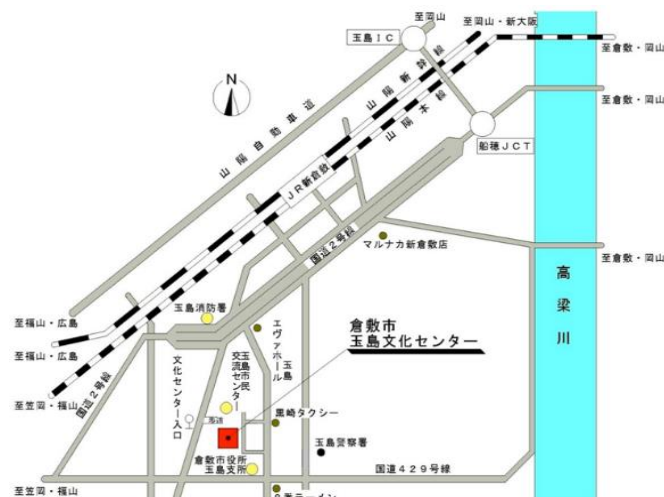 至岡山
至岡山・新大阪
玉島IC
至倉敷・岡山
山陽新幹線
山陽本線
N
至倉敷・岡山
山陽自動車道
船穂JCT
JR新倉敷
国道2号線
マルナカ新倉敷店
至倉敷・岡山
高梁川
玉島消防署
至福山・広島
倉敷市
玉島文化センター
エヴァホール
玉島
至福山・広島
玉島市民
交流センター
文化センター入口
国道2号線
至笠岡・福山
黒崎タクシー
倉敷市役所
玉島支所
玉島警察署
国道429号線
至笠岡・福山